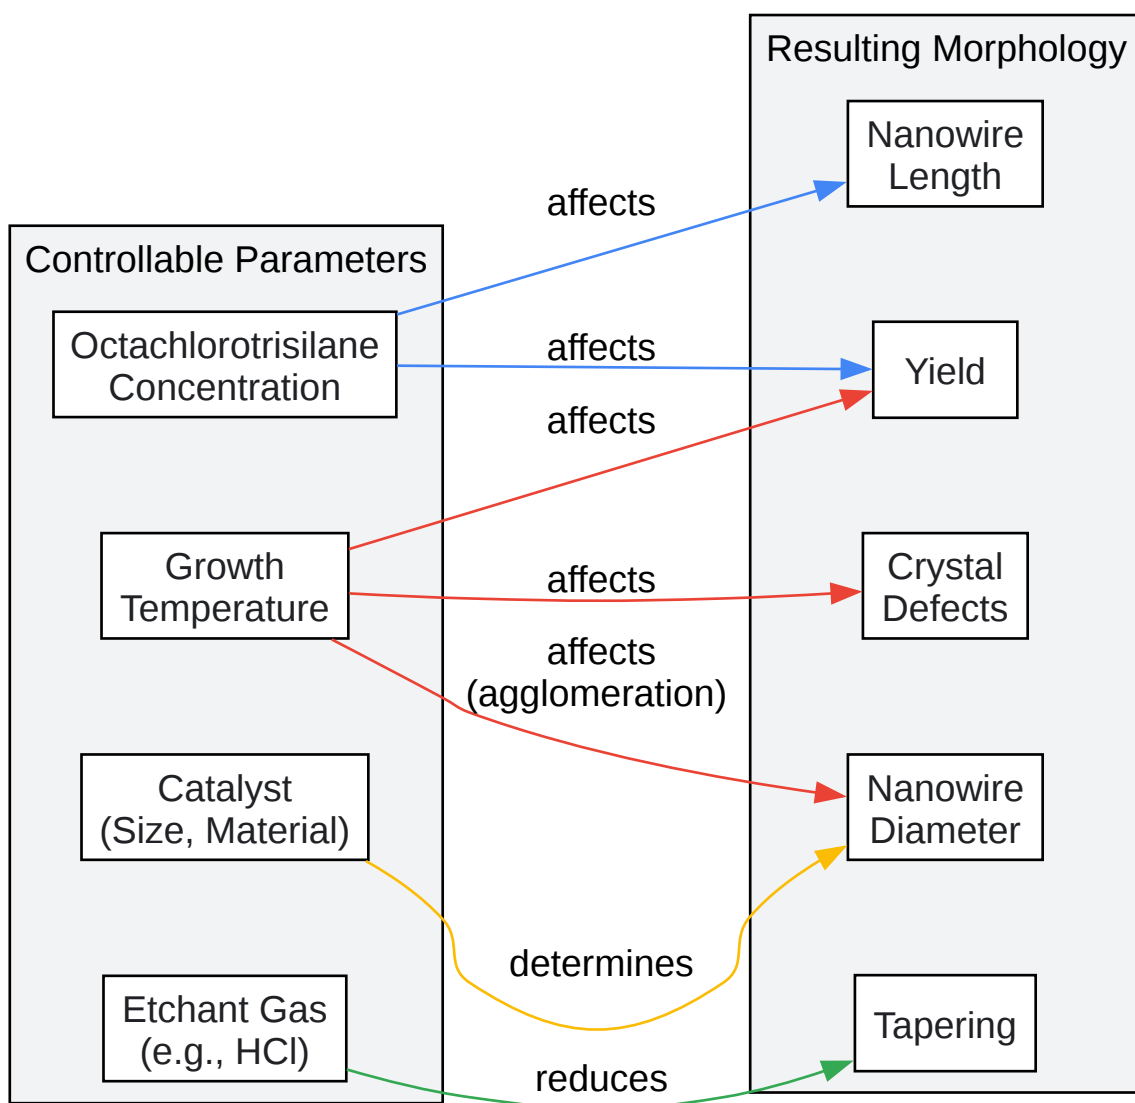 Resulting Morphology
Nanowire
Length
affects
Controllable Parameters
Octachlorotrisilane
Concentration
affects
Yield
affects
Growth
Temperature
affects
Crystal
Defects
affects
(agglomeration)
Catalyst
(Size, Material)
Nanowire
Diameter
determines
Etchant Gas
(e.g., HCl)
Tapering
reduces